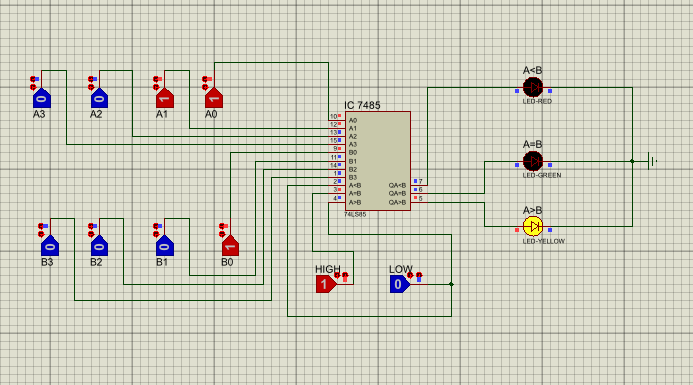 IC 7485
A<B
LED-RED
0
0
1
1
A3
A2
A1
A0
10
12
13
15
9
11
14
1
2
3
4
A0
A1
A2
A3
B0
B1
B2
B3
A<B
A=B
A>B
QA<B
QA=B
QA>B
7
6
5
74LS85
A=B
LED-GREEN
A>B
LED-YELLOW
0
0
0
1
B3
B2
B1
B0
HIGH
LOW
1
0